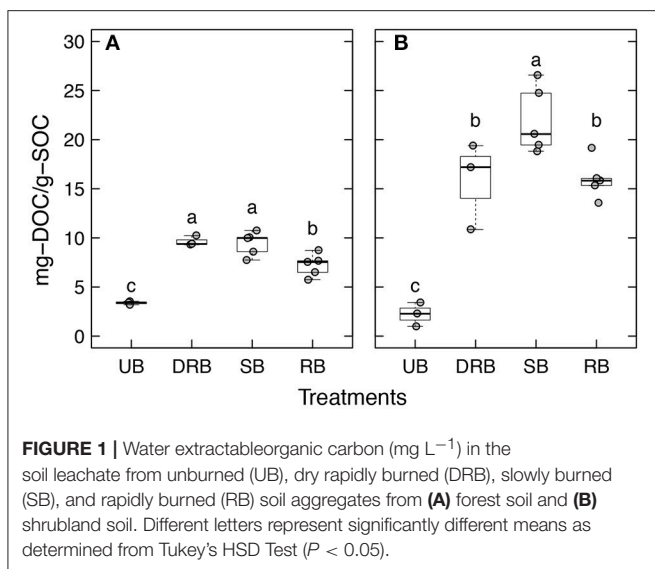 A
B
30
25
20
15
10
5
0
mg−DOC/g−SOC
c
a
a
b
c
b
a
b
UB DRB SB RB
UB DRB SB RB
Treatments
FIGURE 1 | Water extractableorganic carbon (mg L−1) in the
soil leachate from unburned (UB), dry rapidly burned (DRB), slowly burned
(SB), and rapidly burned (RB) soil aggregates from (A) forest soil and (B)
shrubland soil. Different letters represent significantly different means as
determined from Tukey's HSD Test (P < 0.05).